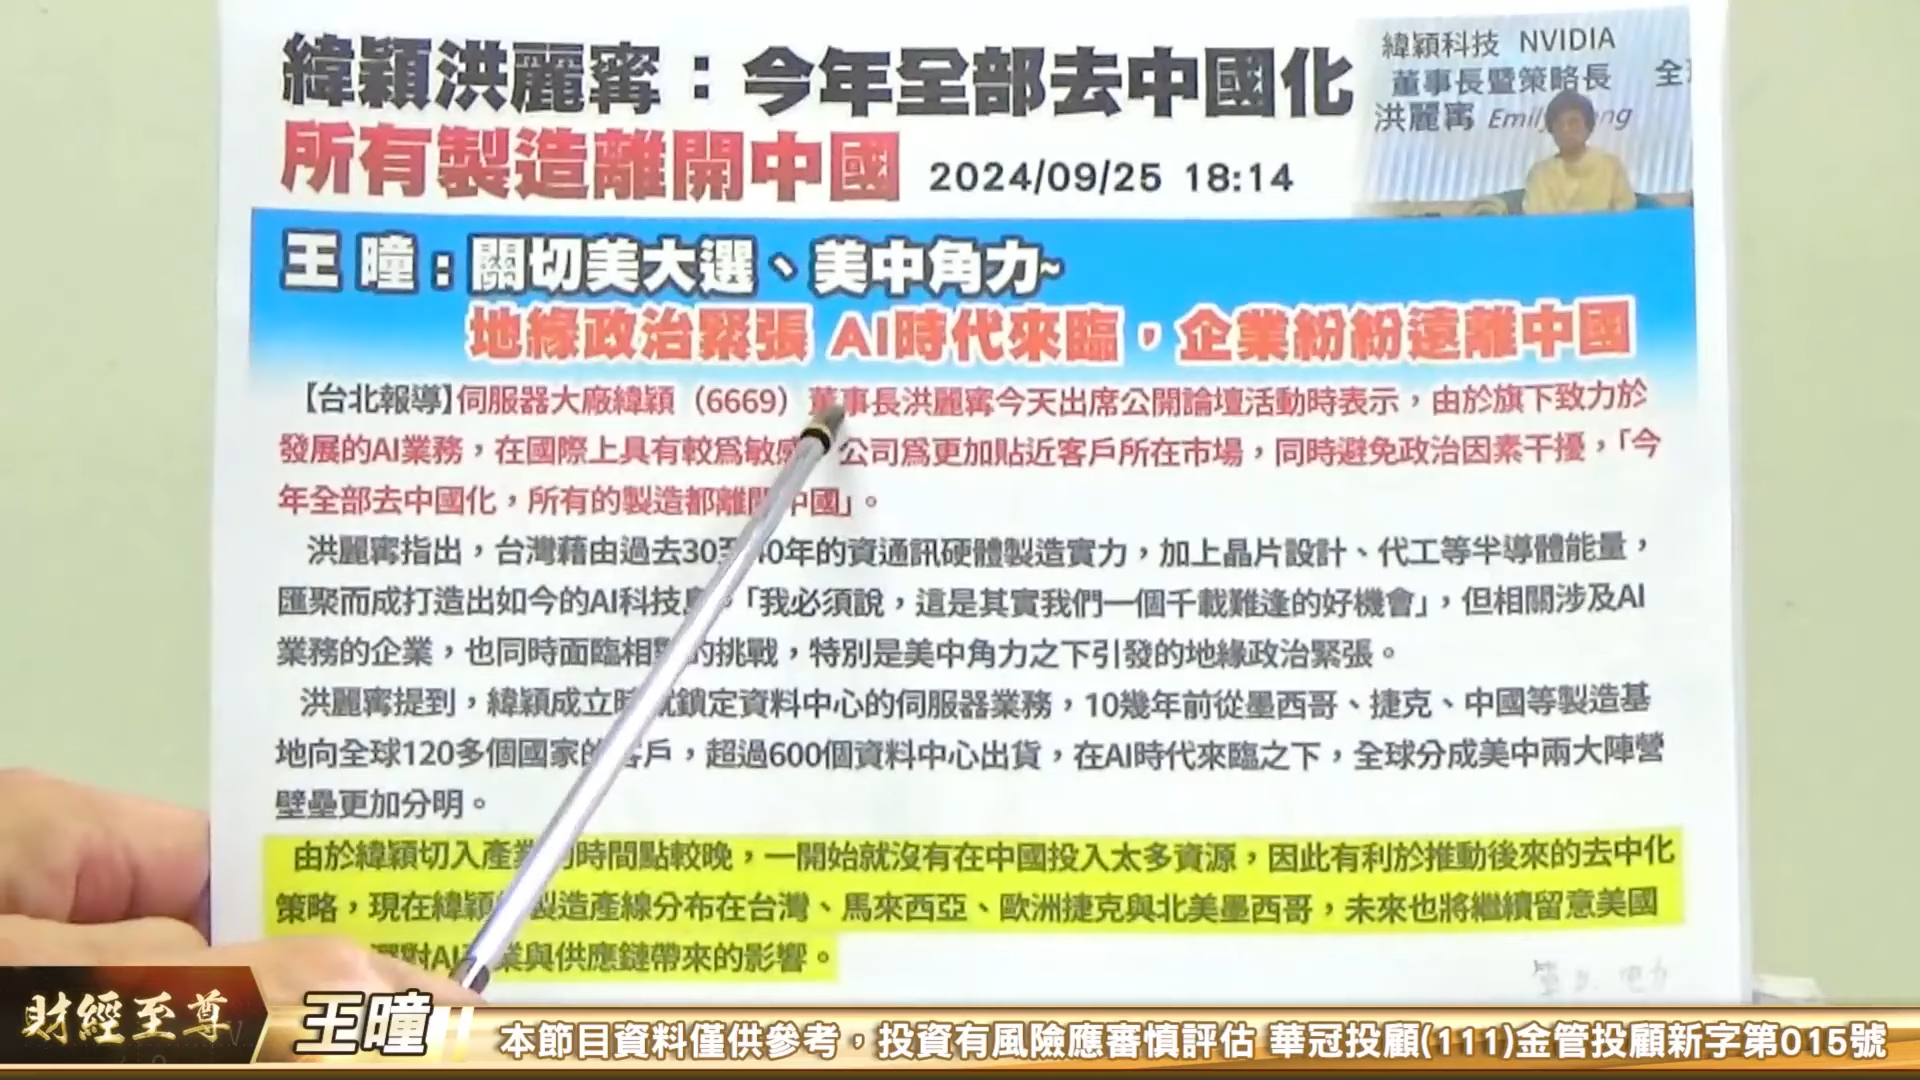 緯穎洪麗寗：今年全部去中國化
所有製造離開中國 2024/09/25 18:14
緯穎科技 NVIDIA
董事長暨策略長
洪麗寗
王 曈：關切美大選、美中角力~
地緣政治緊張 AI時代來臨，企業紛紛遠離中國
【台北報導】伺服器大廠緯穎（6669）董事長洪麗寗今天出席公開論壇活動時表示，由於旗下致力於
發展的AI業務，在國際上具有較為敏感 公司為更加貼近客戶所在市場，同時避免政治因素干擾，「今
年全部去中國化，所有的製造都離開中國」。
洪麗寗指出，台灣藉由過去30至40年的資通訊硬體製造實力，加上晶片設計、代工等半導體能量，
匯聚而成打造出如今的AI科技島。「我必須說，這是其實我們一個千載難逢的好機會」，但相關涉及AI
業務的企業，也同時面臨相對的挑戰，特別是美中角力之下引發的地緣政治緊張。
洪麗寗提到，緯穎成立時就鎖定資料中心的伺服器業務，10幾年前從墨西哥、捷克、中國等製造基
地向全球120多個國家的客戶，超過600個資料中心出貨，在AI時代來臨之下，全球分成美中兩大陣營
壁壘更加分明。
由於緯穎切入產業的時間點較晚，一開始就沒有在中國投入太多資源，因此有利於推動後來的去中化
策略，現在緯穎的製造產線分布在台灣、馬來西亞、歐洲捷克與北美墨西哥，未來也將繼續留意美國
選對AI產業與供應鏈帶來的影響。
財經至尊
王曈
本節目資料僅供參考，投資有風險應審慎評估 華冠投顧(111)金管投顧新字第015號